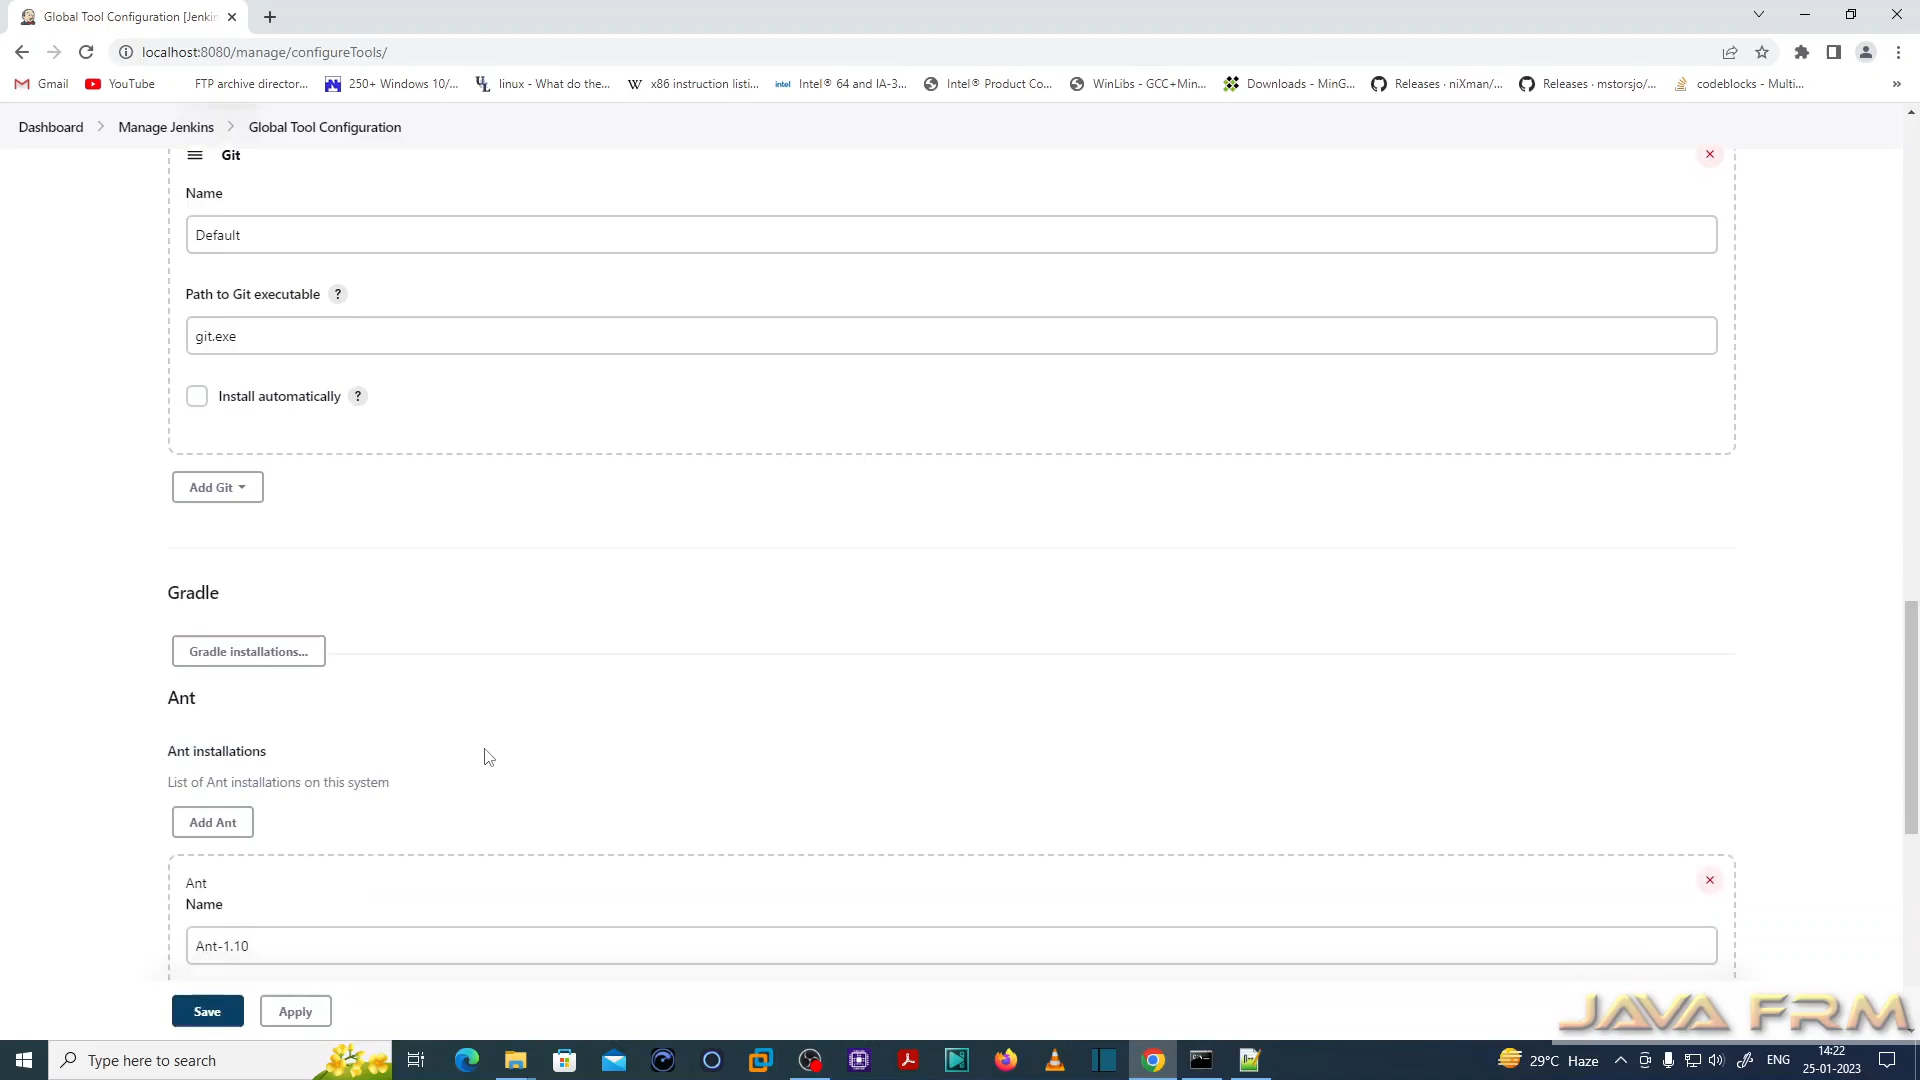 Global Tool Configuration [Jenkin
localhost:8080/manage/configureTools/
Gmail
YouTube
FTP archive director...
250+ Windows 10/...
linux - What do the...
x86 instruction listi...
Intel® 64 and IA-3...
Intel® Product Co...
WinLibs - GCC+Min...
Downloads - MinG...
Releases · niXman/...
Releases · mstorsjo/...
codeblocks - Multi...
»
Dashboard > Manage Jenkins > Global Tool Configuration
Git
Name
Default
Path to Git executable ?
git.exe
Install automatically ?
Add Git
Gradle
Gradle installations...
Ant
Ant installations
List of Ant installations on this system
Add Ant
Ant
Name
Ant-1.10
Save
Apply
JAVA FRM
Type here to search
29°C Haze
ENG
14:22
25-01-2023